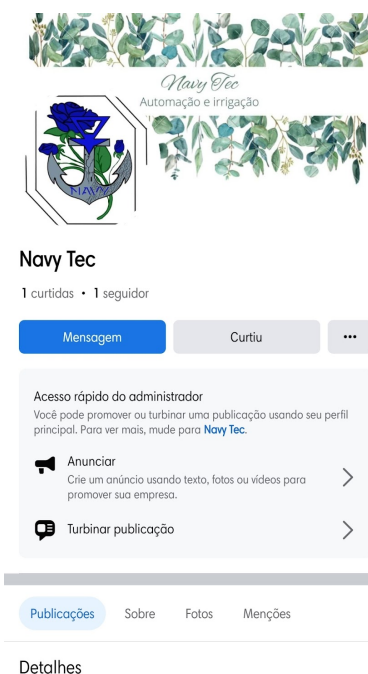 Navy Tec
Automação e irrigação
NAVY
Navy Tec
1 curtidas • 1 seguidor
Mensagem
Curtiu
Acesso rápido do administrador
Você pode promover ou turbinar uma publicação usando seu perfil
principal. Para ver mais, mude para Navy Tec.
Anunciar
Crie um anúncio usando texto, fotos ou vídeos para
promover sua empresa.
Turbinar publicação
Publicações Sobre Fotos Menções
Detalhes